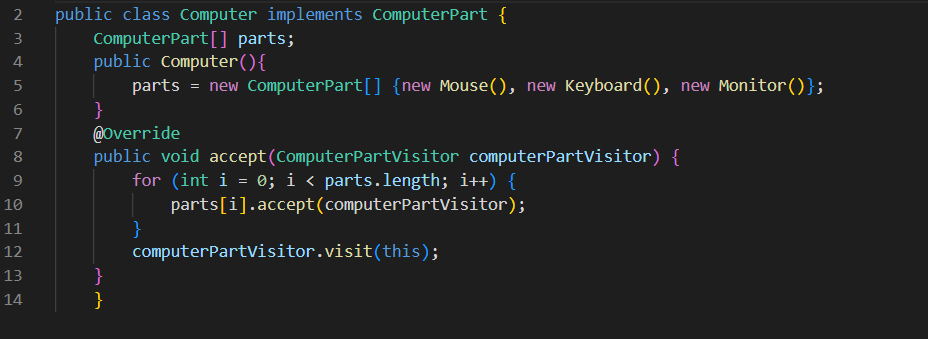 2 public class Computer implements ComputerPart {
3 ComputerPart[] parts;
4 public Computer(){
5 parts = new ComputerPart[] {new Mouse(), new Keyboard(), new Monitor()};
6 }
7 @Override
8 public void accept(ComputerPartVisitor computerPartVisitor) {
9 for (int i = 0; i < parts.length; i++) {
10 parts[i].accept(computerPartVisitor);
11 }
12 computerPartVisitor.visit(this);
13 }
14 }